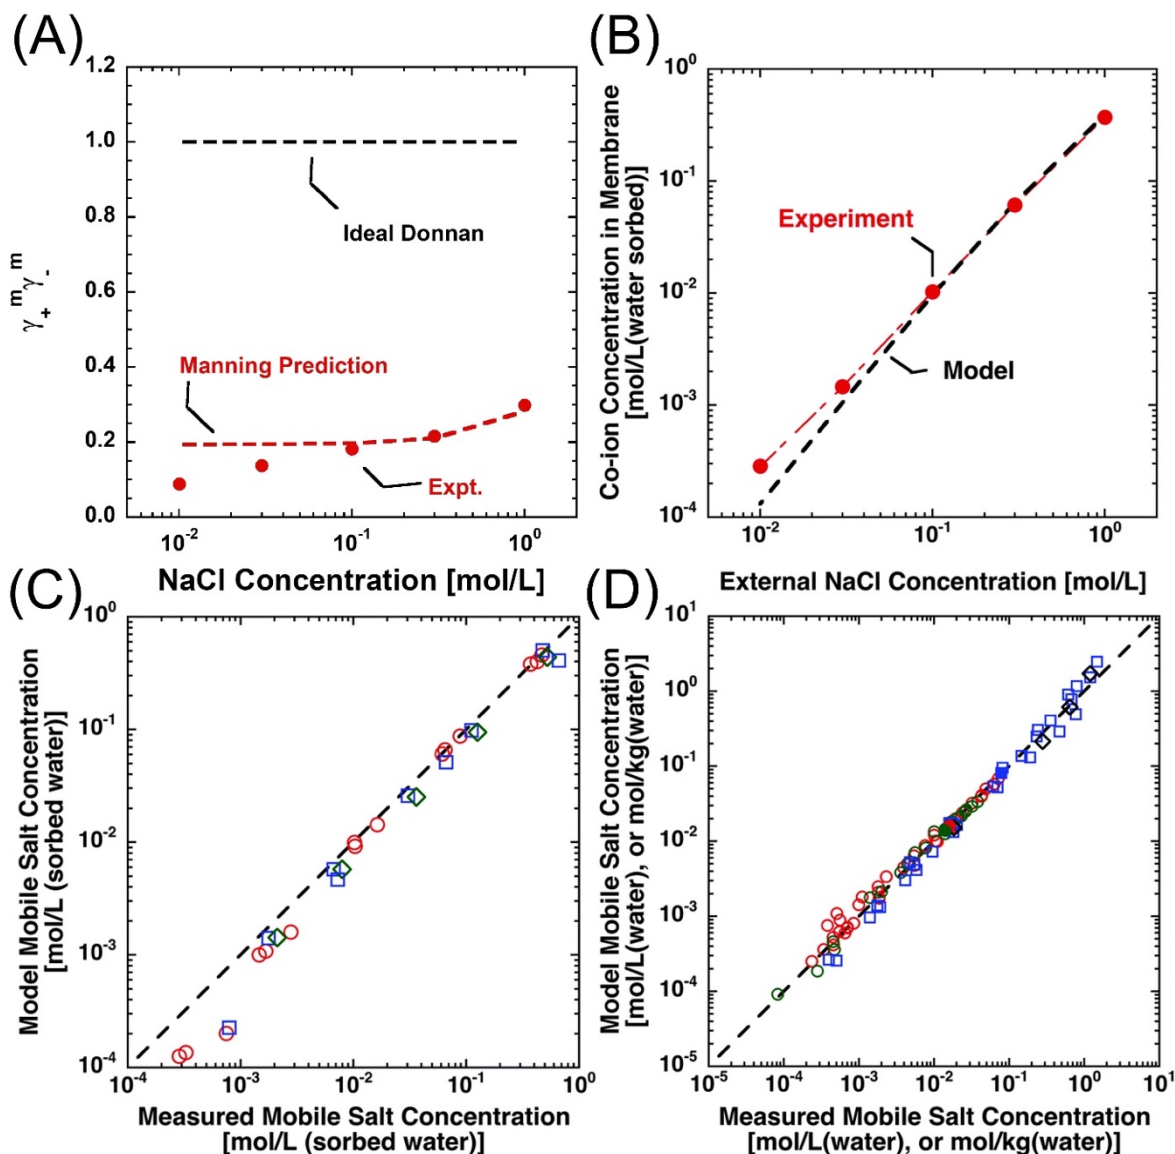 (A)
1.2
1.0
0.8
0.6
0.4
0.2
0.0
γ₊ᵐγ₋ᵐ
Ideal Donnan
Manning Prediction
Expt.
10⁻²
10⁻¹
10⁰
NaCl Concentration [mol/L]
(B)
10⁰
10⁻¹
10⁻²
10⁻³
10⁻⁴
Co-ion Concentration in Membrane
[mol/L(water sorbed)]
Experiment
Model
10⁻²
10⁻¹
10⁰
External NaCl Concentration [mol/L]
(C)
10⁰
10⁻¹
10⁻²
10⁻³
10⁻⁴
Model Mobile Salt Concentration
[mol/L (sorbed water)]
10⁻⁴
10⁻³
10⁻²
10⁻¹
10⁰
Measured Mobile Salt Concentration
[mol/L (sorbed water)]
(D)
10¹
10⁰
10⁻¹
10⁻²
10⁻³
10⁻⁴
10⁻⁵
Model Mobile Salt Concentration
[mol/L(water), or mol/kg(water)]
10⁻⁵
10⁻⁴
10⁻³
10⁻²
10⁻¹
10⁰
10¹
Measured Mobile Salt Concentration
[mol/L(water), or mol/kg(water)]